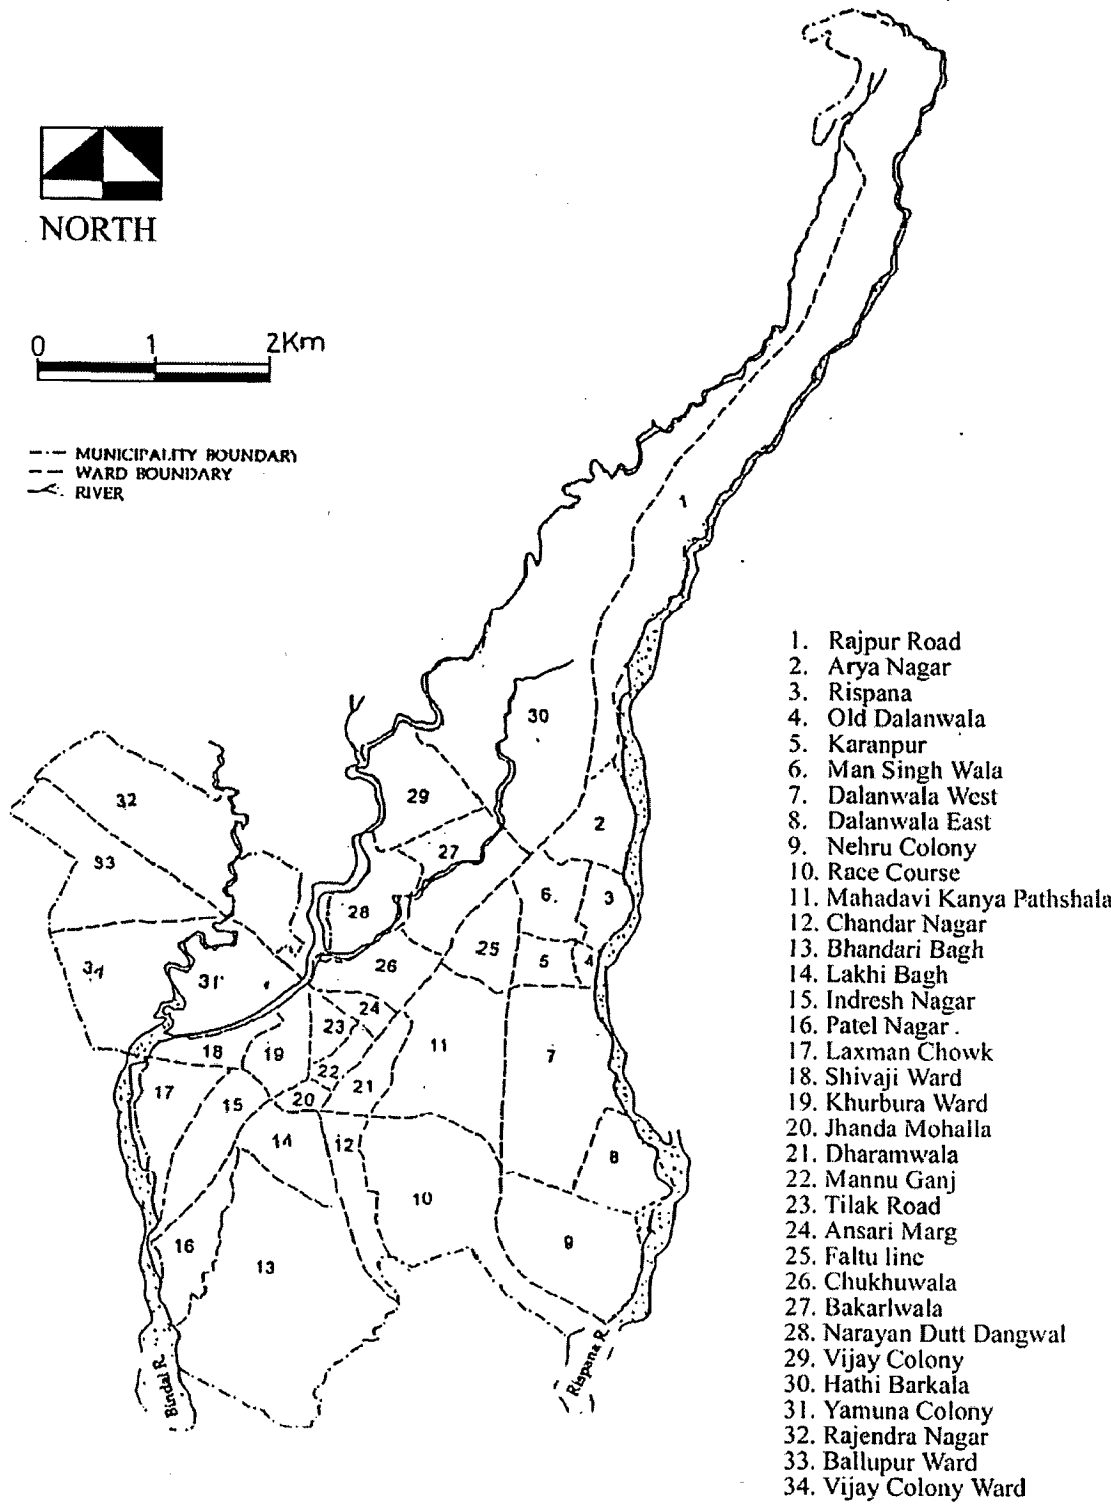 NORTH
0 1 2Km
MUNICIPALITY BOUNDARY
WARD BOUNDARY
RIVER
1
30
32
29
2
33
27
6
3
28
25
5
4
34
31
26
24
23
11
7
18
19
22
17
21
20
15
14
12
8
10
16
9
13
Bindal R.
Rispana R.
1. Rajpur Road
2. Arya Nagar
3. Rispana
4. Old Dalanwala
5. Karanpur
6. Man Singh Wala
7. Dalanwala West
8. Dalanwala East
9. Nehru Colony
10. Race Course
11. Mahadavi Kanya Pathshala
12. Chandar Nagar
13. Bhandari Bagh
14. Lakhi Bagh
15. Indresh Nagar
16. Patel Nagar.
17. Laxman Chowk
18. Shivaji Ward
19. Khurbura Ward
20. Jhanda Mohalla
21. Dharamwala
22. Mannu Ganj
23. Tilak Road
24. Ansari Marg
25. Faltu line
26. Chukhuwala
27. Bakarlwala
28. Narayan Dutt Dangwal
29. Vijay Colony
30. Hathi Barkala
31. Yamuna Colony
32. Rajendra Nagar
33. Ballupur Ward
34. Vijay Colony Ward